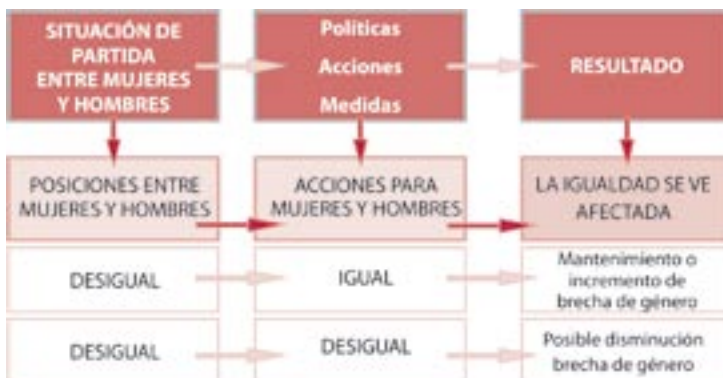 SITUACIÓN DE
PARTIDA
ENTRE MUJERES
Y HOMBRES
Políticas
Acciones
Medidas
RESULTADO
POSICIONES ENTRE
MUJERES Y HOMBRES
ACCIONES PARA
MUJERES Y HOMBRES
LA IGUALDAD SE VE
AFECTADA
DESIGUAL
IGUAL
Mantenimiento o
incremento de
brecha de género
DESIGUAL
DESIGUAL
Posible disminución
brecha de género